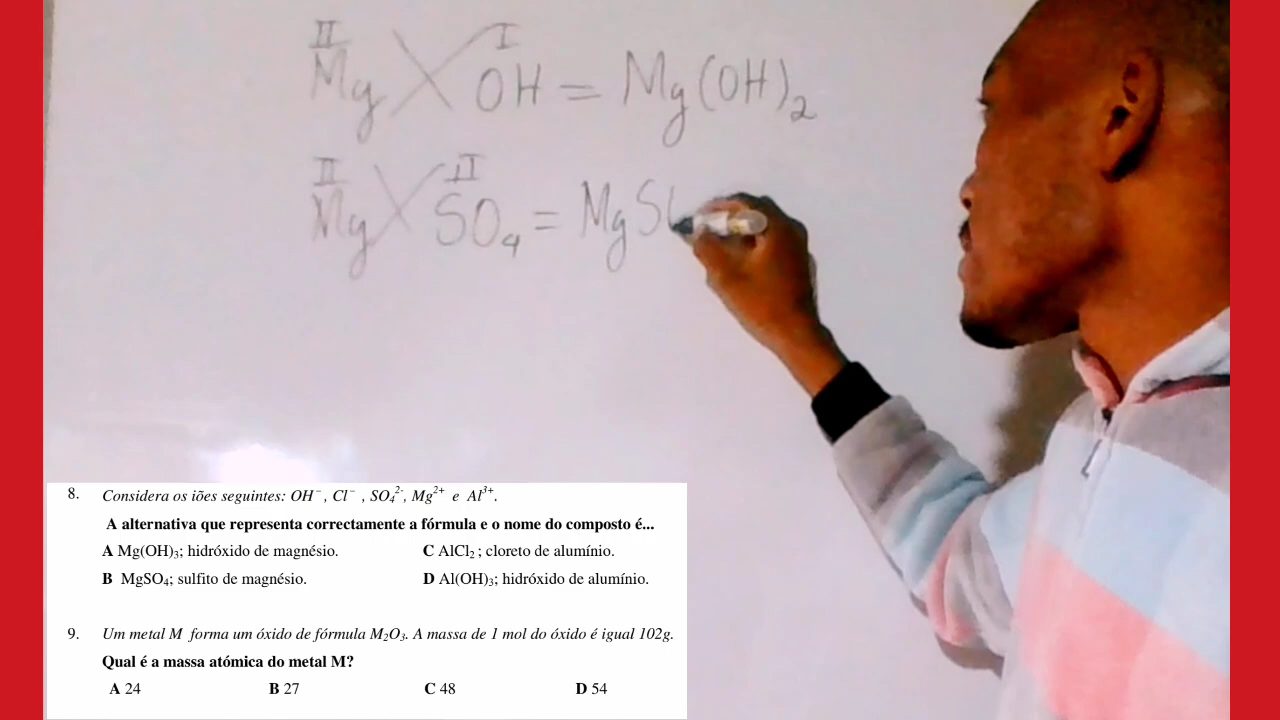 II I
Mg OH = Mg(OH)₂
II II
Mg SO₄ = MgS
8. Considera os iões seguintes: OH⁻, Cl⁻ , SO₄²⁻, Mg²⁺ e Al³⁺.
A alternativa que representa correctamente a fórmula e o nome do composto é...
A Mg(OH)₃; hidróxido de magnésio. C AlCl₂ ; cloreto de alumínio.
B MgSO₄; sulfito de magnésio. D Al(OH)₃; hidróxido de alumínio.
9. Um metal M forma um óxido de fórmula M₂O₃. A massa de 1 mol do óxido é igual 102g.
Qual é a massa atómica do metal M?
A 24 B 27 C 48 D 54